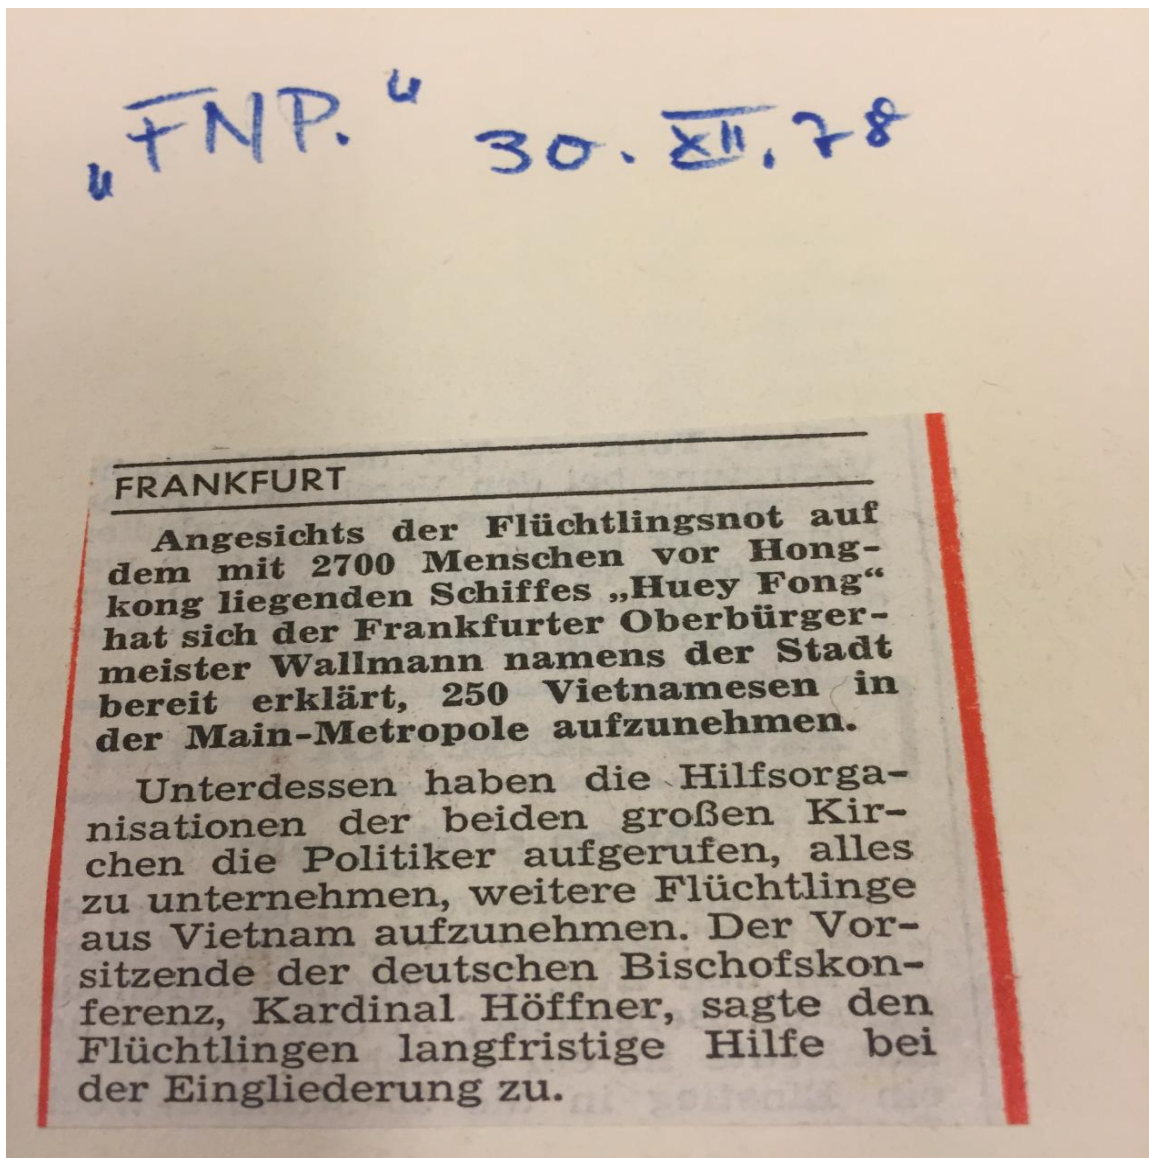 „FNP.“ 30. XII. 78
FRANKFURT
Angesichts der Flüchtlingsnot auf
dem mit 2700 Menschen vor Hong-
kong liegenden Schiffes „Huey Fong“
hat sich der Frankfurter Oberbürger-
meister Wallmann namens der Stadt
bereit erklärt, 250 Vietnamesen in
der Main-Metropole aufzunehmen.
Unterdessen haben die Hilfsorga-
nisationen der beiden großen Kir-
chen die Politiker aufgerufen, alles
zu unternehmen, weitere Flüchtlinge
aus Vietnam aufzunehmen. Der Vor-
sitzende der deutschen Bischofskon-
ferenz, Kardinal Höffner, sagte den
Flüchtlingen langfristige Hilfe bei
der Eingliederung zu.